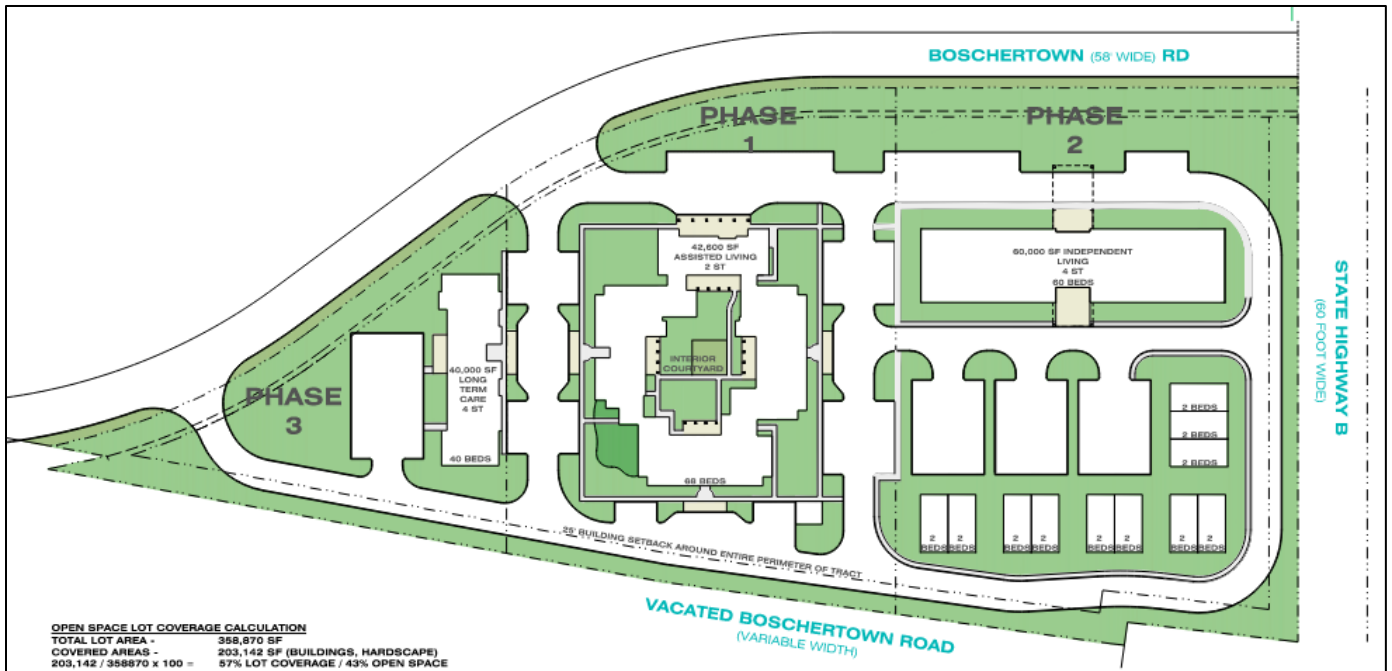 BOSCHERTOWN (58' WIDE) RD
PHASE
1
PHASE
2
42,600 SF
ASSISTED LIVING
2 ST
60,000 SF INDEPENDENT
LIVING
4 ST
60 BEDS
STATE HIGHWAY B
(60 FOOT WIDE)
INTERIOR
COURTYARD
40,000 SF
LONG
TERM
CARE
4 ST
PHASE
3
40 BEDS
68 BEDS
2 BEDS
2 BEDS
2 BEDS
2
BEDS
2
BEDS
2
BEDS
2
BEDS
2
BEDS
2
BEDS
2
BEDS
2
BEDS
25' BUILDING SETBACK AROUND ENTIRE PERIMETER OF TRACT
VACATED BOSCHERTOWN ROAD
(VARIABLE WIDTH)
OPEN SPACE LOT COVERAGE CALCULATION
TOTAL LOT AREA - 358,870 SF
COVERED AREAS - 203,142 SF (BUILDINGS, HARDSCAPE)
203,142 / 358870 x 100 = 57% LOT COVERAGE / 43% OPEN SPACE